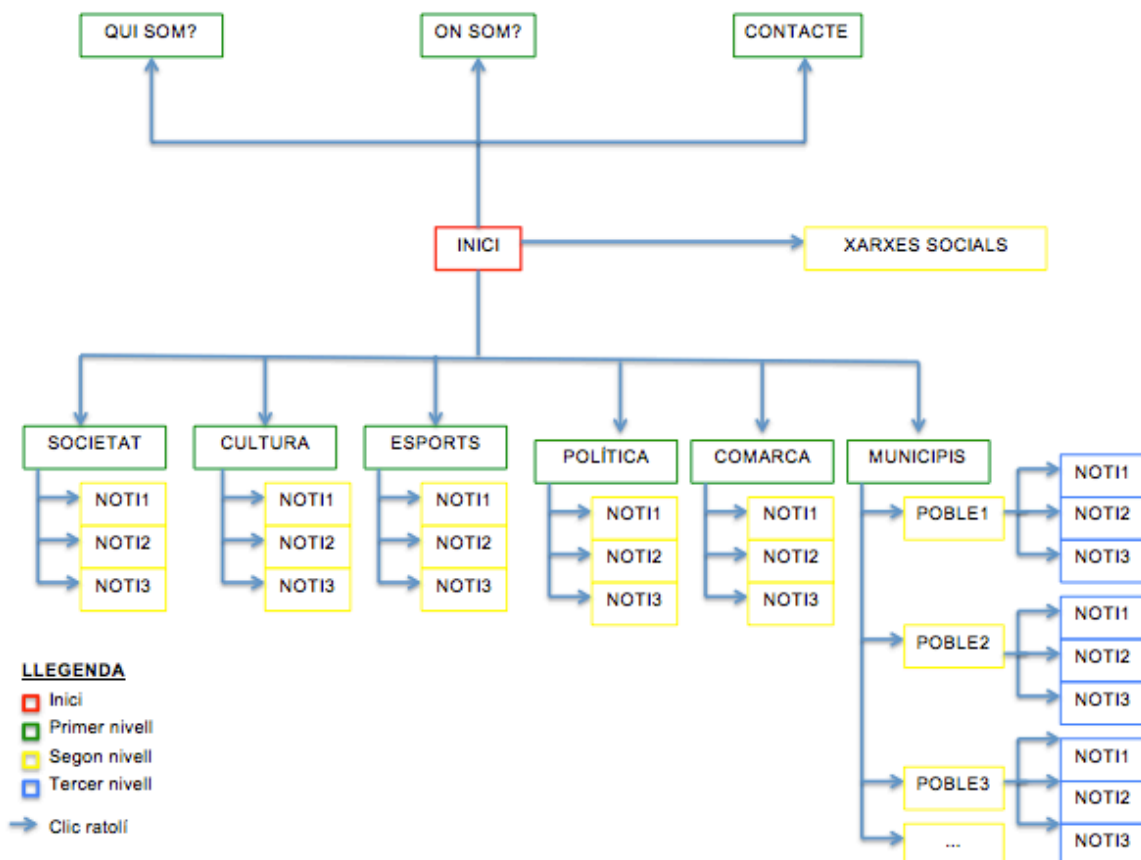 QUI SOM?
ON SOM?
CONTACTE
INICI
XARXES SOCIALS
SOCIETAT
NOTI1
NOTI2
NOTI3
CULTURA
NOTI1
NOTI2
NOTI3
ESPORTS
NOTI1
NOTI2
NOTI3
POLÍTICA
NOTI1
NOTI2
NOTI3
COMARCA
NOTI1
NOTI2
NOTI3
MUNICIPIS
POBLE1
NOTI1
NOTI2
NOTI3
POBLE2
NOTI1
NOTI2
NOTI3
POBLE3
NOTI1
NOTI2
NOTI3
...
LLEGENDA
Inici
Primer nivell
Segon nivell
Tercer nivell
Clic ratolí